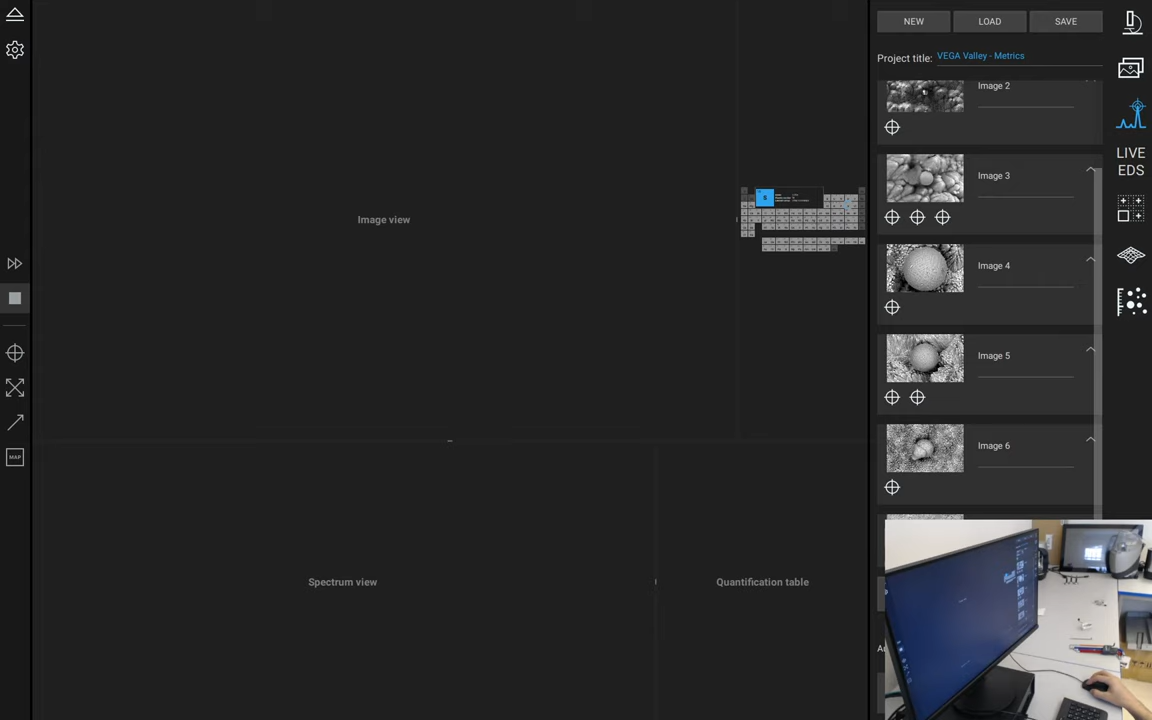 NEW LOAD SAVE
Project title: VEGA Valley - Metrics
Image 2
Image 3
LIVE
EDS
Image view
Image 4
Image 5
Image 6
MAP
Spectrum view
Quantification table